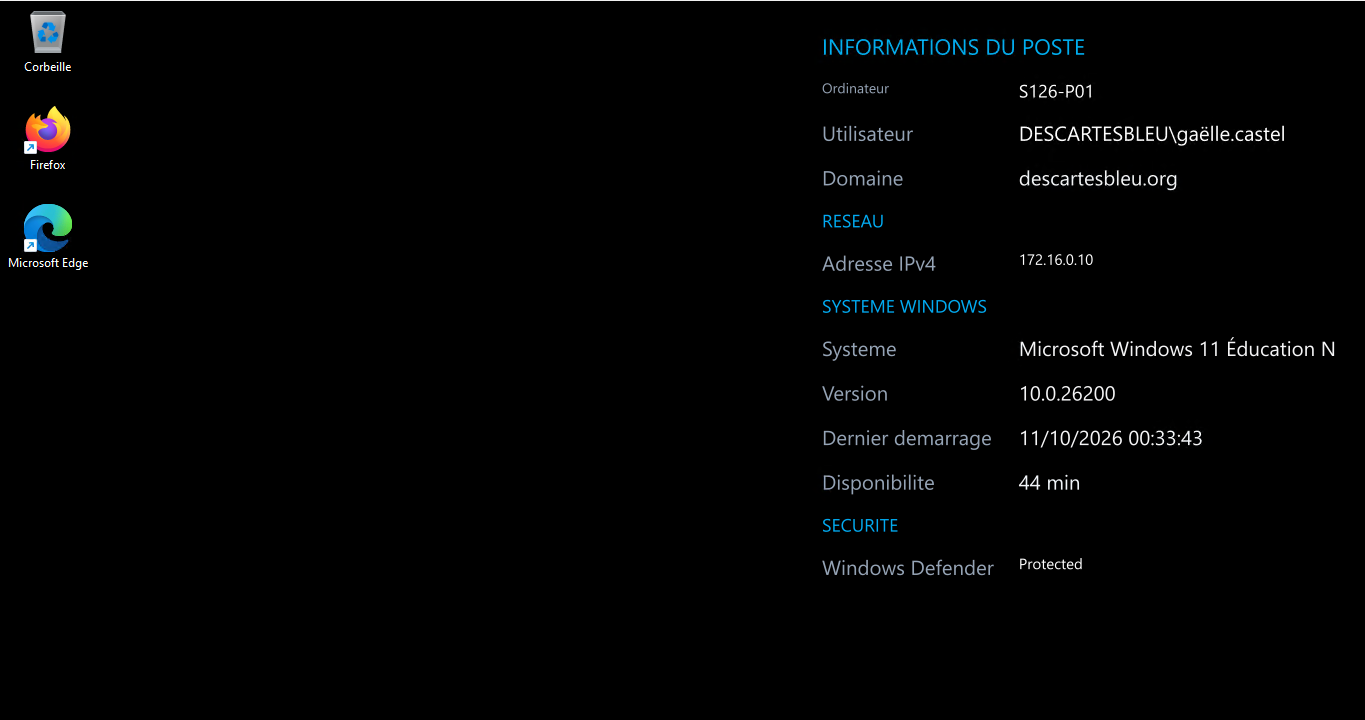 Corbeille
Firefox
Microsoft Edge
INFORMATIONS DU POSTE
Ordinateur S126-P01
Utilisateur DESCARTESBLEU\gaëlle.castel
Domaine descartesbleu.org
RESEAU
Adresse IPv4 172.16.0.10
SYSTEME WINDOWS
Systeme Microsoft Windows 11 Éducation N
Version 10.0.26200
Dernier demarrage 11/10/2026 00:33:43
Disponibilite 44 min
SECURITE
Windows Defender Protected